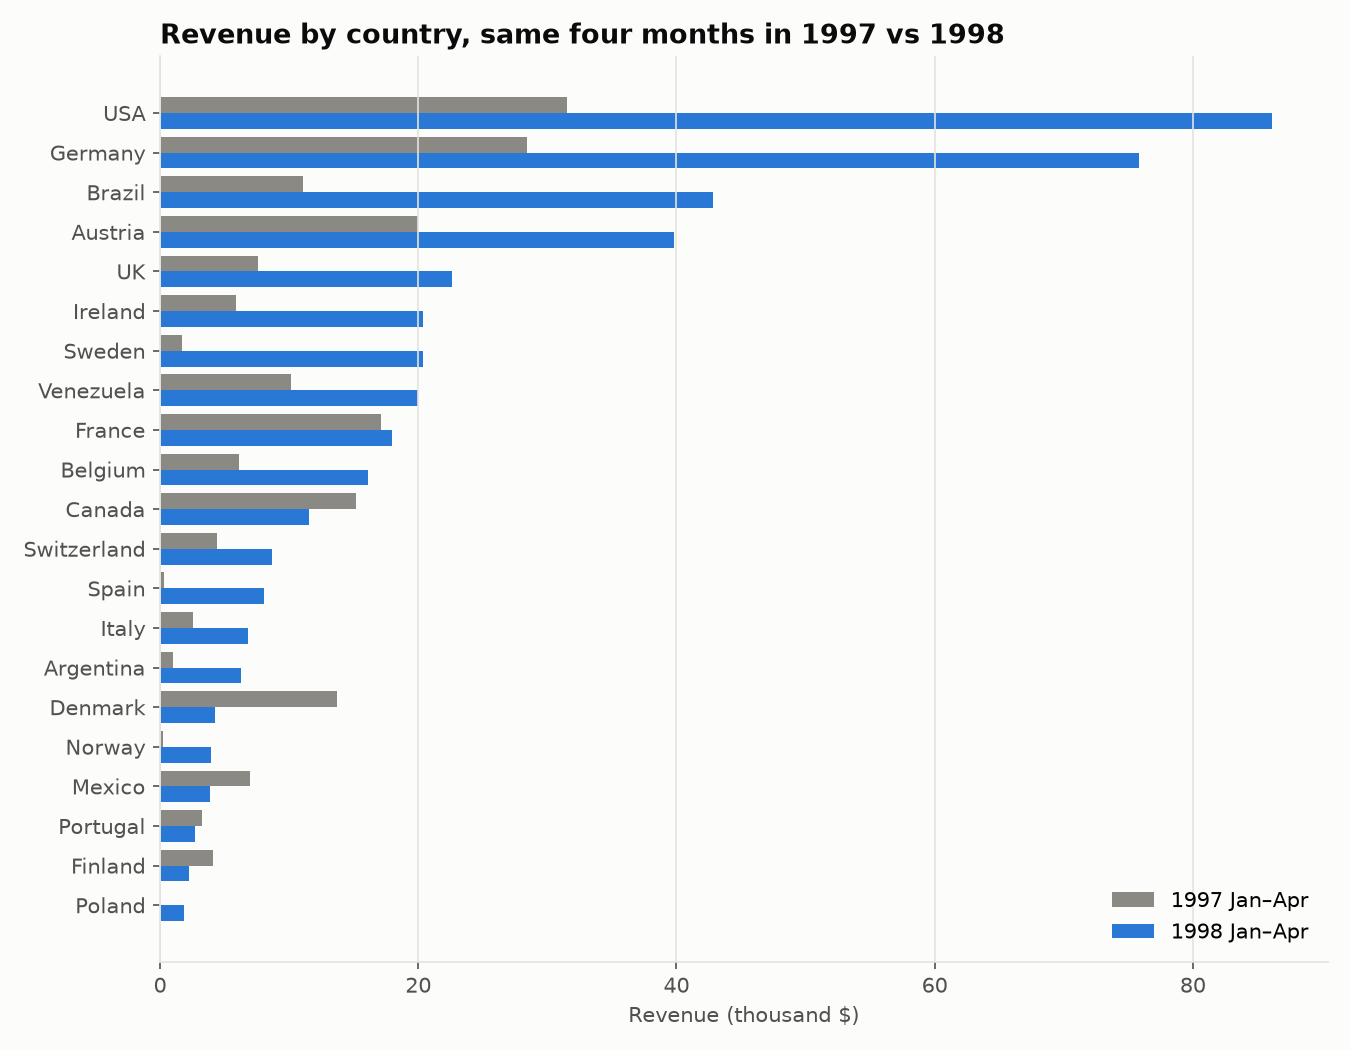 Revenue by country, same four months in 1997 vs 1998
USA
Germany
Brazil
Austria
UK
Ireland
Sweden
Venezuela
France
Belgium
Canada
Switzerland
Spain
Italy
Argentina
Denmark
Norway
Mexico
Portugal
Finland
Poland
1997 Jan–Apr
1998 Jan–Apr
0 20 40 60 80
Revenue (thousand $)